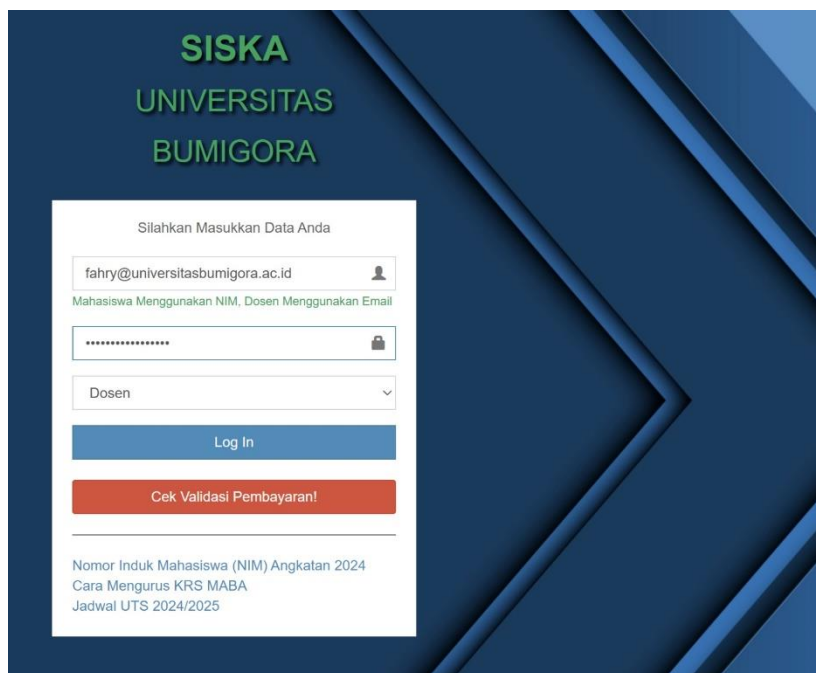 SISKA
UNIVERSITAS
BUMIGORA
Silahkan Masukkan Data Anda
fahry@universitasbumigora.ac.id
Mahasiswa Menggunakan NIM, Dosen Menggunakan Email
•••••••••••••••••
Dosen
Log In
Cek Validasi Pembayaran!
Nomor Induk Mahasiswa (NIM) Angkatan 2024
Cara Mengurus KRS MABA
Jadwal UTS 2024/2025